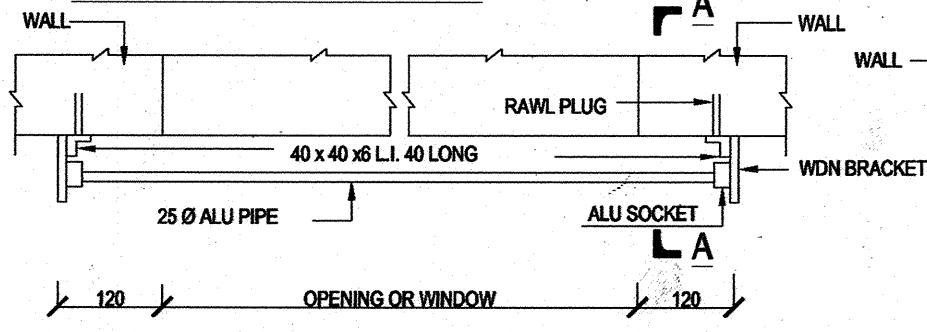 A
WALL
WALL
WALL
RAWL PLUG
40 x 40 x6 L.I. 40 LONG
WDN BRACKET
25 Ø ALU PIPE
ALU SOCKET
A
120
OPENING OR WINDOW
120